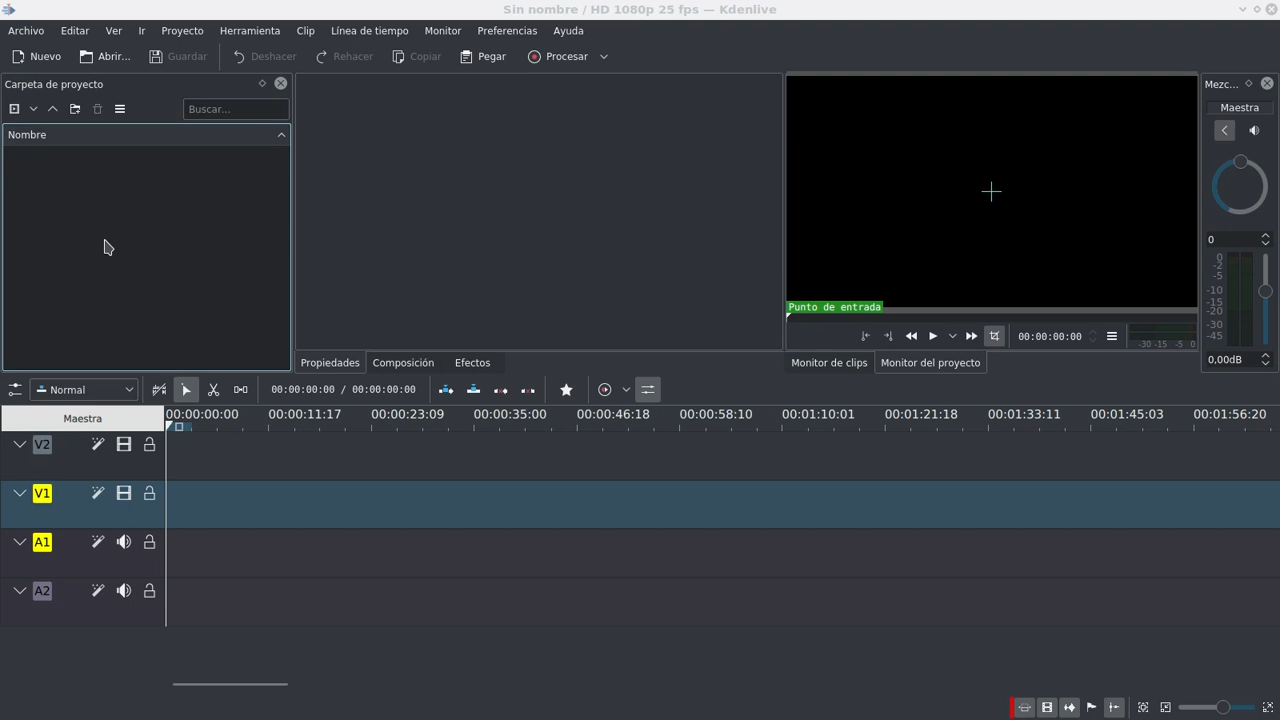 Sin nombre / HD 1080p 25 fps — Kdenlive
Archivo Editar Ver Ir Proyecto Herramienta Clip Línea de tiempo Monitor Preferencias Ayuda
Nuevo Abrir... Guardar Deshacer Rehacer Copiar Pegar Procesar
Carpeta de proyecto
Buscar...
Nombre
Mezc...
Maestra
0
0
-2
-5
-10
-15
-20
-30
-45
0,00dB
Punto de entrada
00:00:00:00
-30 -15 -5 0
Propiedades Composición Efectos
Monitor de clips Monitor del proyecto
Normal
00:00:00:00 / 00:00:00:00
Maestra
00:00:00:00 00:00:11:17 00:00:23:09 00:00:35:00 00:00:46:18 00:00:58:10 00:01:10:01 00:01:21:18 00:01:33:11 00:01:45:03 00:01:56:20
V2
V1
A1
A2